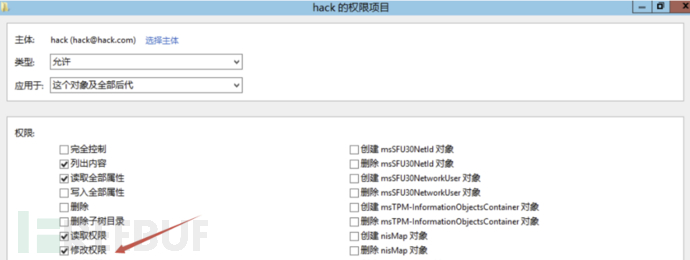 hack 的权限项目
主体: hack (hack@hack.com) 选择主体
类型: 允许
应用于: 这个对象及全部后代
权限:
完全控制
列出内容
读取全部属性
写入全部属性
删除
删除子树目录
读取权限
修改权限
创建 msSFU30NetId 对象
删除 msSFU30NetId 对象
创建 msSFU30NetworkUser 对象
删除 msSFU30NetworkUser 对象
创建 msTPM-InformationObjectsContainer 对象
删除 msTPM-InformationObjectsContainer 对象
创建 nisMap 对象
删除 nisMap 对象